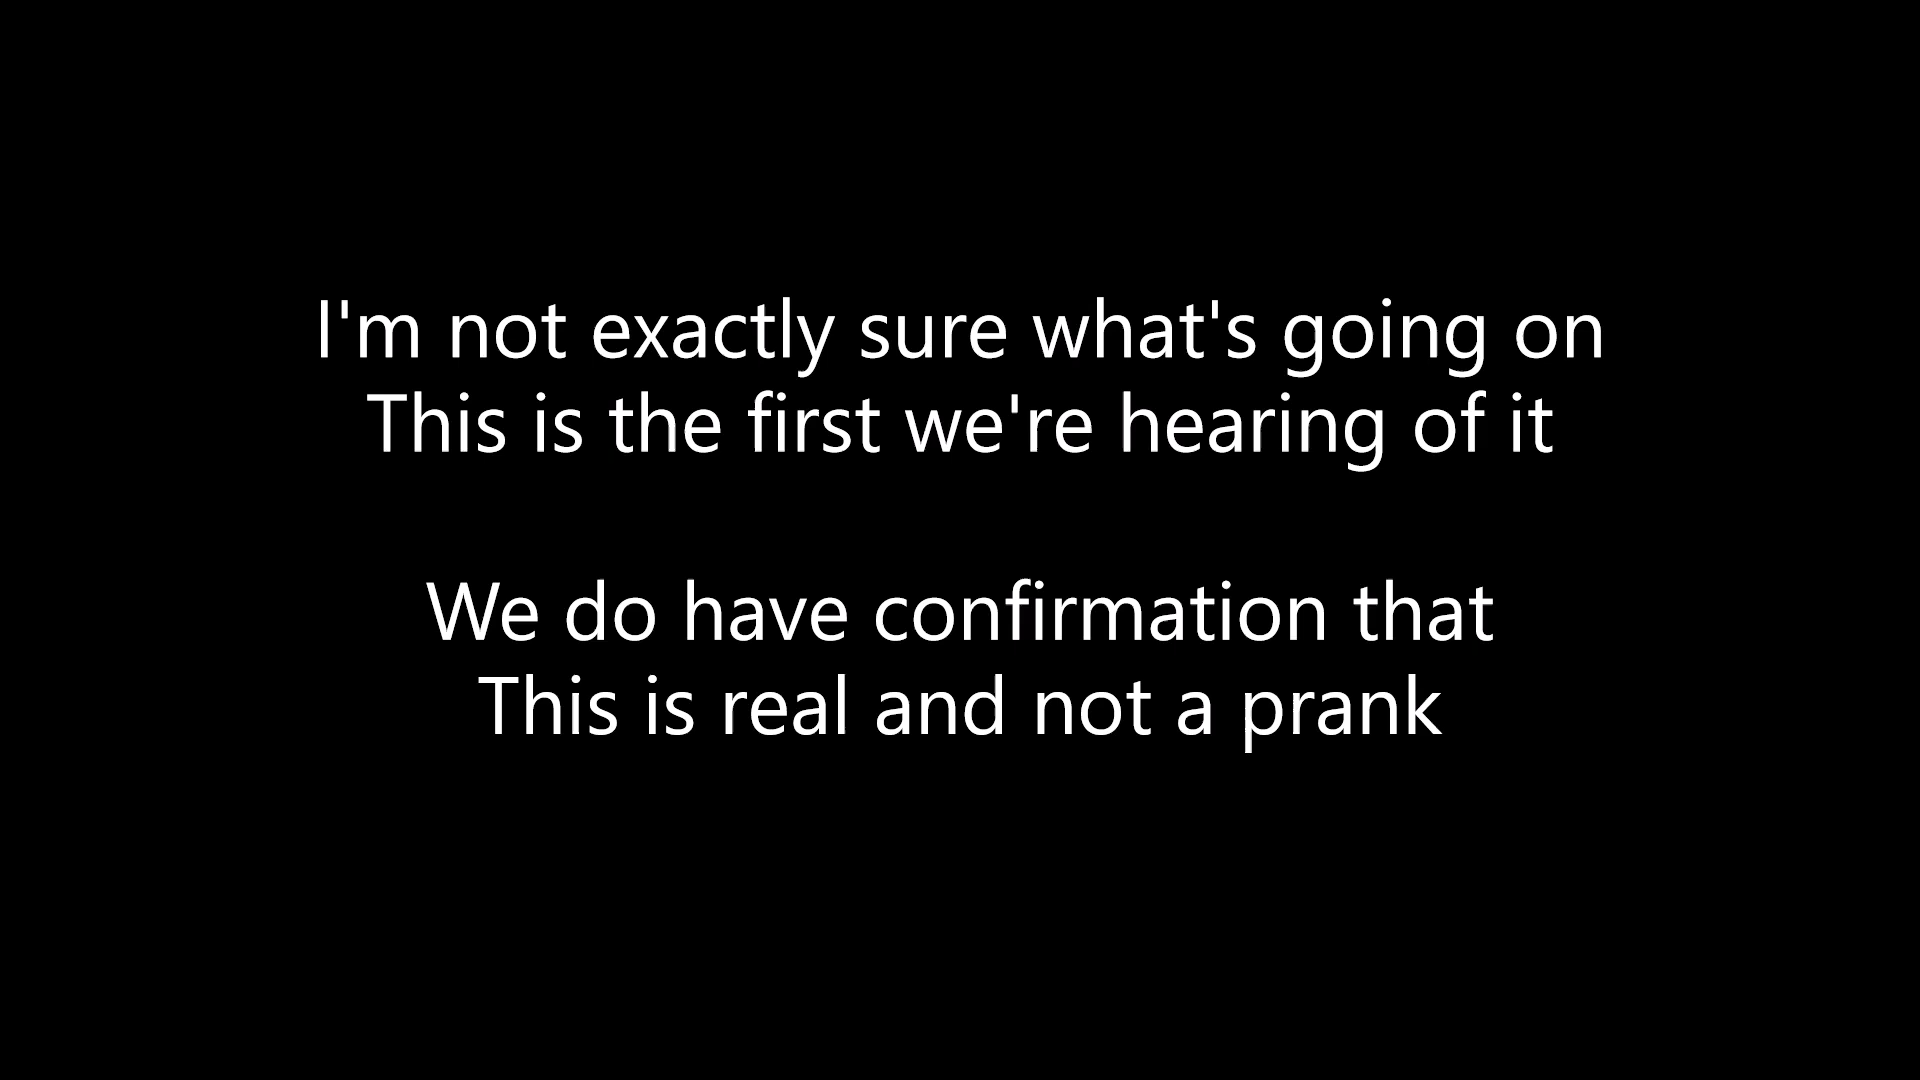 I'm not exactly sure what's going on
This is the first we're hearing of it
We do have confirmation that
This is real and not a prank